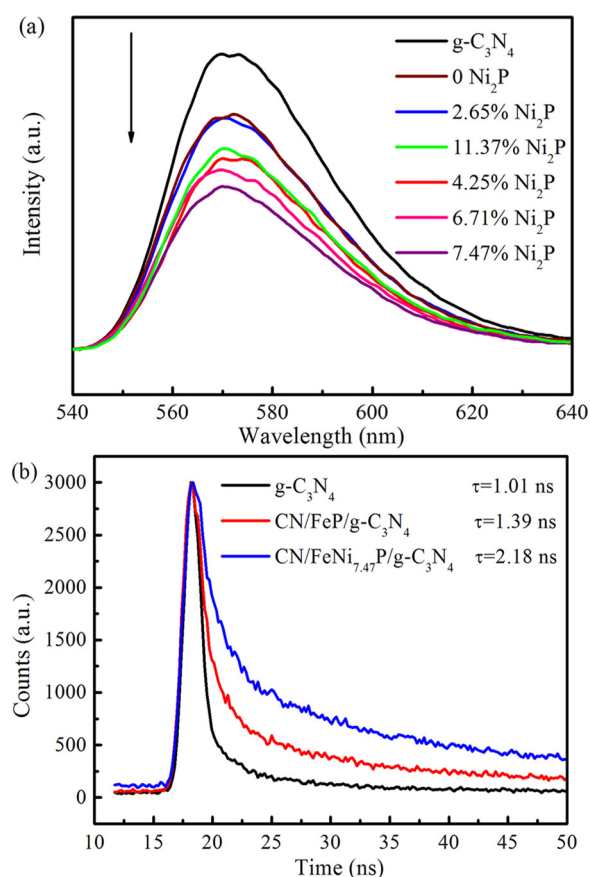 (a)
g-C₃N₄
0 Ni₂P
2.65% Ni₂P
11.37% Ni₂P
4.25% Ni₂P
6.71% Ni₂P
7.47% Ni₂P
Intensity (a.u.)
540 560 580 600 620 640
Wavelength (nm)
(b)
g-C₃N₄ τ=1.01 ns
CN/FeP/g-C₃N₄ τ=1.39 ns
CN/FeNi₇.₄₇P/g-C₃N₄ τ=2.18 ns
Counts (a.u.)
3000
2500
2000
1500
1000
500
0
10 15 20 25 30 35 40 45 50
Time (ns)